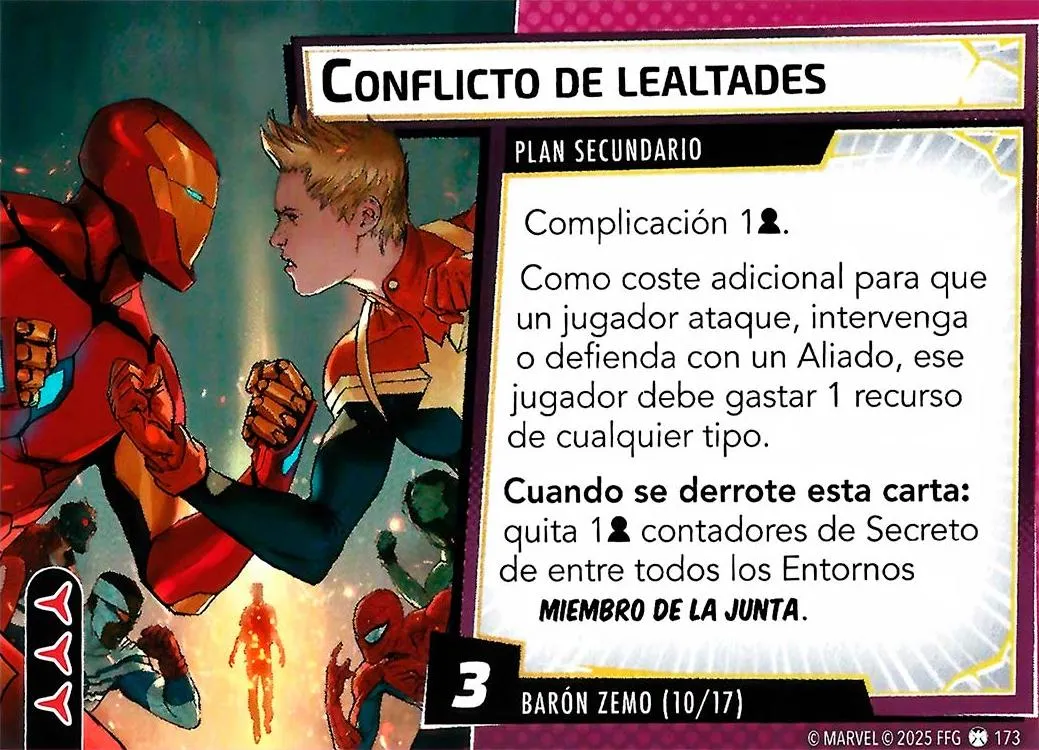 CONFLICTO DE LEALTADES
PLAN SECUNDARIO
Complicación 1👤.
Como coste adicional para que
un jugador ataque, intervenga
o defienda con un Aliado, ese
jugador debe gastar 1 recurso
de cualquier tipo.
Cuando se derrote esta carta:
quita 1👤 contadores de Secreto
de entre todos los Entornos
MIEMBRO DE LA JUNTA.
3
BARÓN ZEMO (10/17)
© MARVEL © 2025 FFG 173